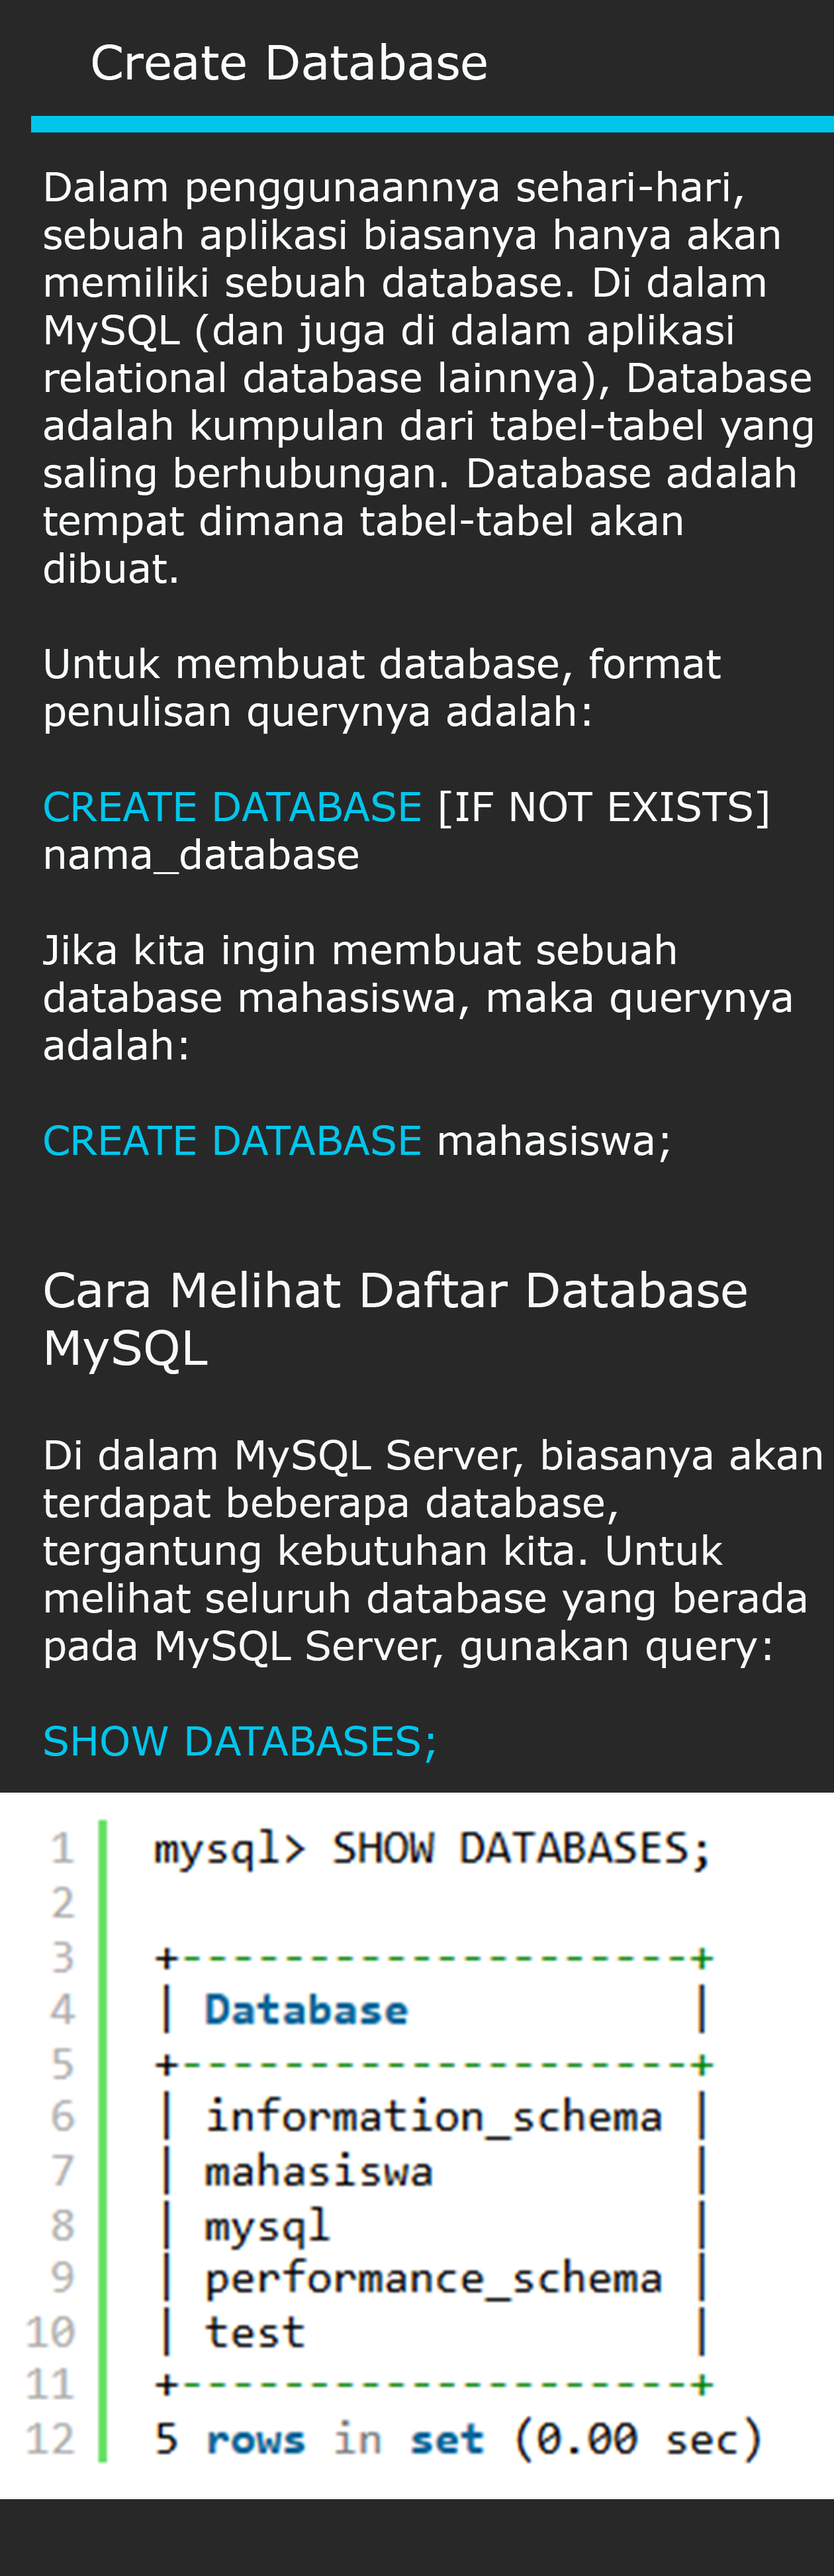 Create Database
Dalam penggunaannya sehari-hari,
sebuah aplikasi biasanya hanya akan
memiliki sebuah database. Di dalam
MySQL (dan juga di dalam aplikasi
relational database lainnya), Database
adalah kumpulan dari tabel-tabel yang
saling berhubungan. Database adalah
tempat dimana tabel-tabel akan
dibuat.
Untuk membuat database, format
penulisan querynya adalah:
CREATE DATABASE [IF NOT EXISTS]
nama_database
Jika kita ingin membuat sebuah
database mahasiswa, maka querynya
adalah:
CREATE DATABASE mahasiswa;
Cara Melihat Daftar Database
MySQL
Di dalam MySQL Server, biasanya akan
terdapat beberapa database,
tergantung kebutuhan kita. Untuk
melihat seluruh database yang berada
pada MySQL Server, gunakan query:
SHOW DATABASES;
1 mysql> SHOW DATABASES;
2
3 +--------------------+
4 | Database |
5 +--------------------+
6 | information_schema |
7 | mahasiswa |
8 | mysql |
9 | performance_schema |
10 | test |
11 +--------------------+
12 5 rows in set (0.00 sec)